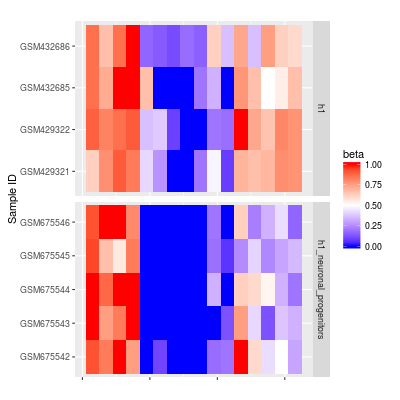 GSM432686
GSM432685
GSM429322
GSM429321
h1
GSM675546
GSM675545
GSM675544
GSM675543
GSM675542
h1_neuronal_progenitors
Sample ID
beta
1.00
0.75
0.50
0.25
0.00